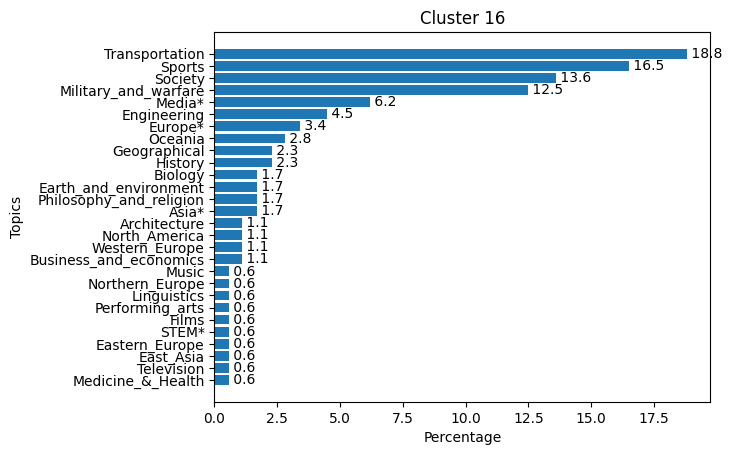 Cluster 16
Topics
Transportation 18.8
Sports 16.5
Society 13.6
Military_and_warfare 12.5
Media* 6.2
Engineering 4.5
Europe* 3.4
Oceania 2.8
Geographical 2.3
History 2.3
Biology 1.7
Earth_and_environment 1.7
Philosophy_and_religion 1.7
Asia* 1.7
Architecture 1.1
North_America 1.1
Western_Europe 1.1
Business_and_economics 1.1
Music 0.6
Northern_Europe 0.6
Linguistics 0.6
Performing_arts 0.6
Films 0.6
STEM* 0.6
Eastern_Europe 0.6
East_Asia 0.6
Television 0.6
Medicine_&_Health 0.6
0.0 2.5 5.0 7.5 10.0 12.5 15.0 17.5
Percentage